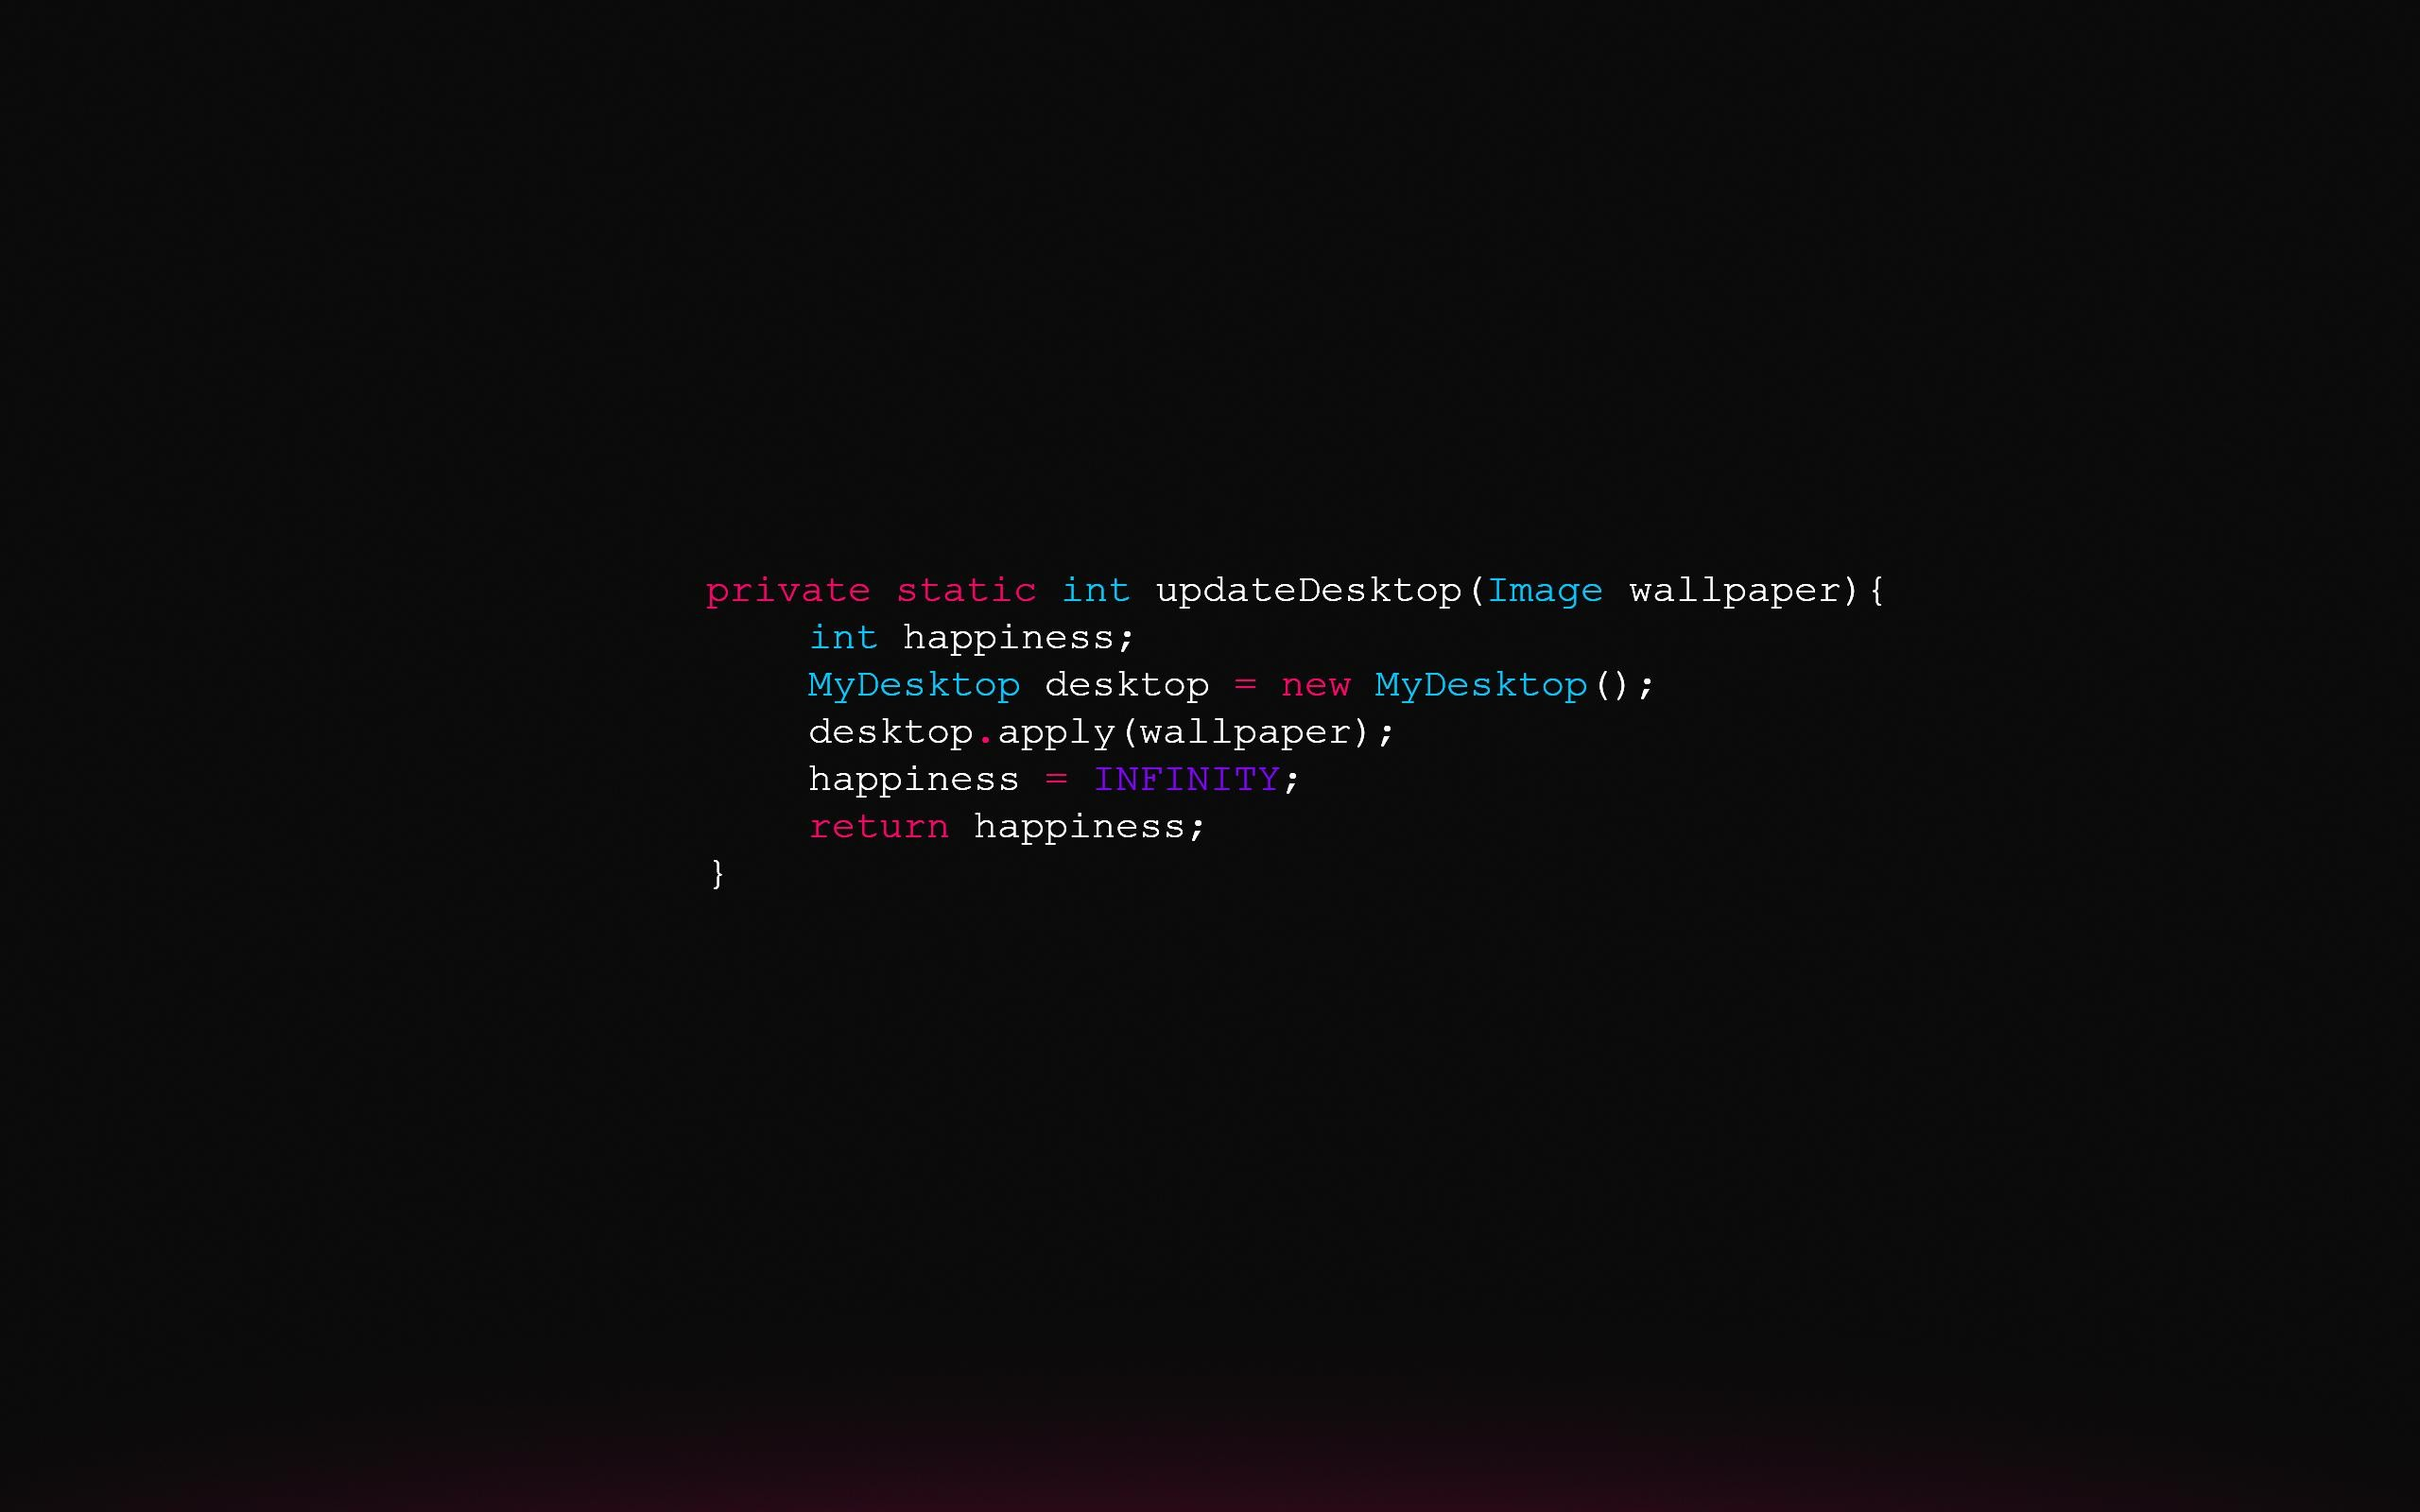 private static int updateDesktop(Image wallpaper){
int happiness;
MyDesktop desktop = new MyDesktop();
desktop.apply(wallpaper);
happiness = INFINITY;
return happiness;
}